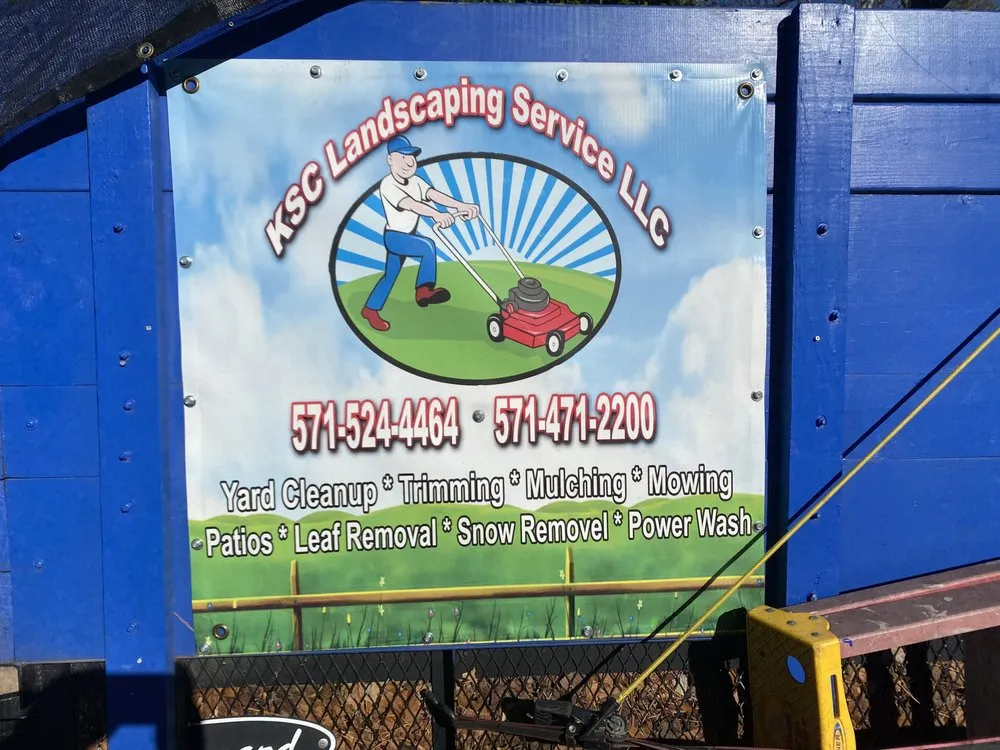 KSC Landscaping Service LLC
571-524-4464 571-471-2200
Yard Cleanup * Trimming * Mulching * Mowing
Patios * Leaf Removal * Snow Removel * Power Wash